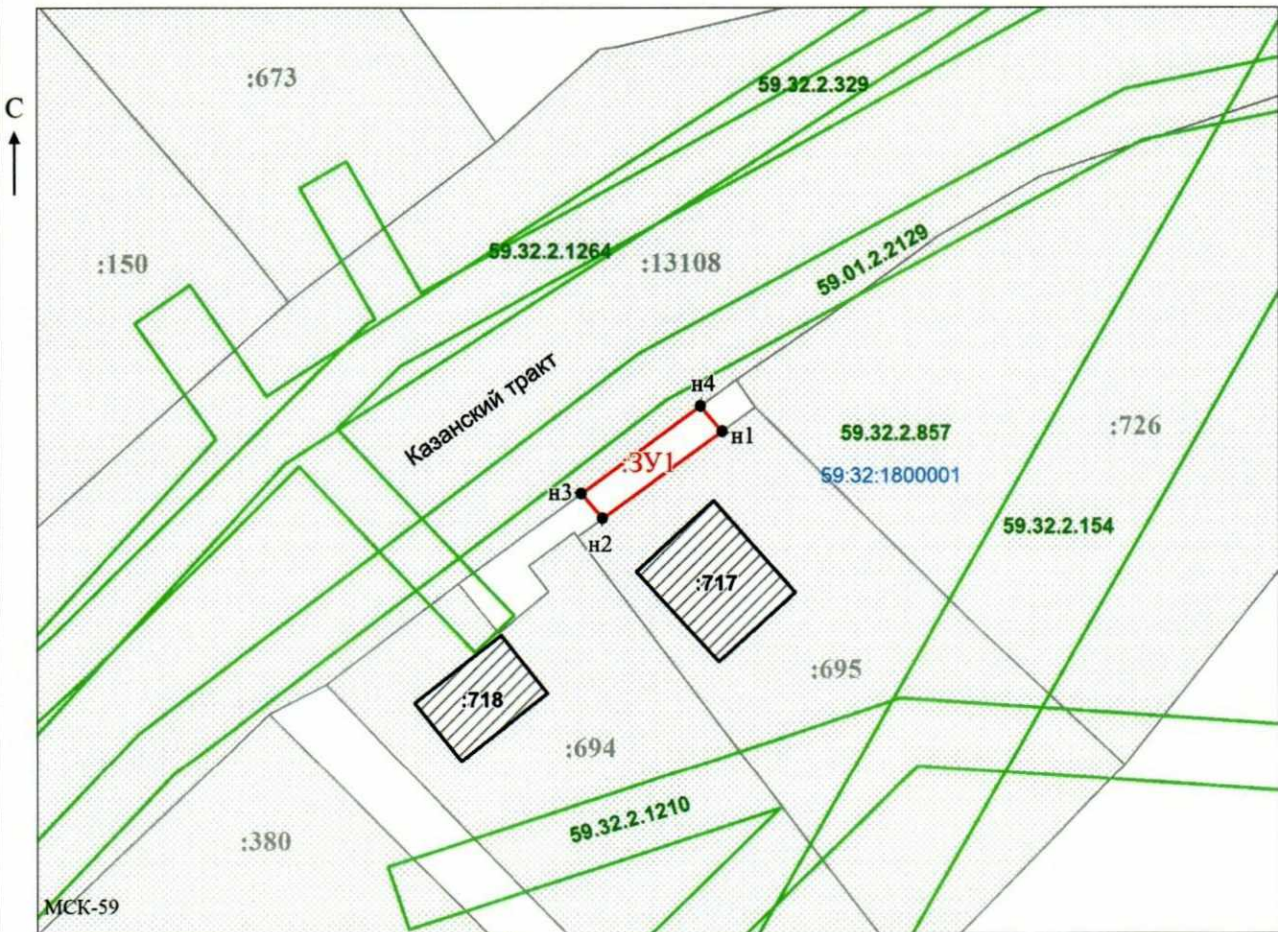 :673
59.32.2.329
С
:150
59.32.2.1264
:13108
59.01.2.2129
Казанский тракт
н4
н1
:ЗУ1
н3
н2
59.32.2.857
:726
59:32:1800001
59.32.2.154
:717
:695
:718
:694
59.32.2.1210
:380
МСК-59